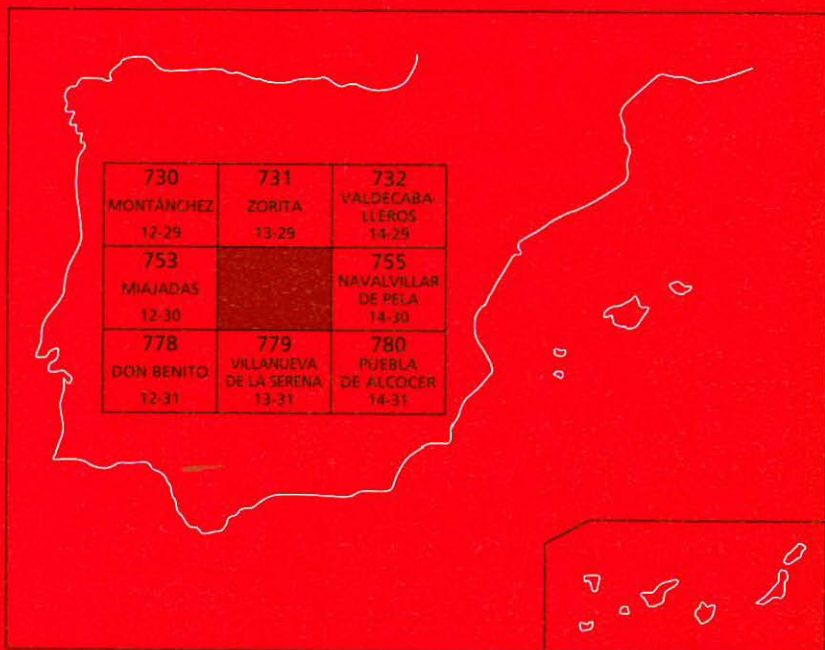 730
MONTÁNCHEZ
12-29
731
ZORITA
13-29
732
VALDECABA-
LLEROS
14-29
753
MIAJADAS
12-30
755
NAVALVILLAR
DE PELA
14-30
778
DON BENITO
12-31
779
VILLANUEVA
DE LA SERENA
13-31
780
PUEBLA
DE ALCOCER
14-31